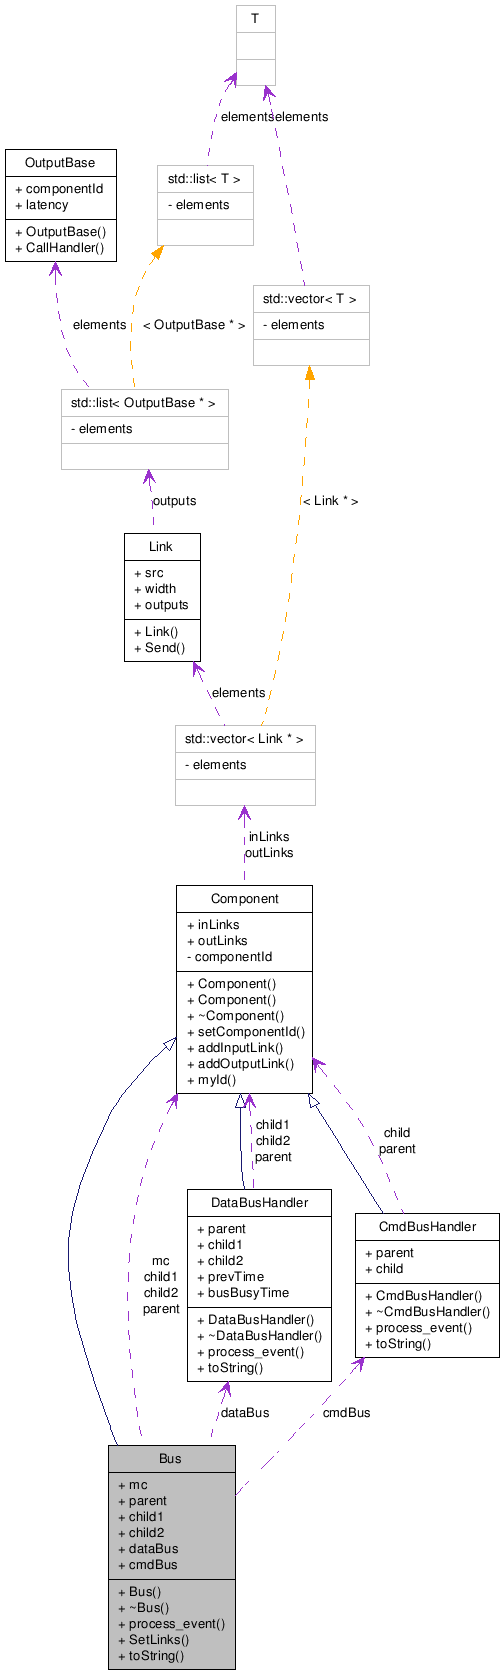 T
elements elements
OutputBase
+ componentId
+ latency
+ OutputBase()
+ CallHandler()
std::list< T >
- elements
std::vector< T >
- elements
elements
< OutputBase * >
std::list< OutputBase * >
- elements
outputs
< Link * >
Link
+ src
+ width
+ outputs
+ Link()
+ Send()
elements
std::vector< Link * >
- elements
inLinks
outLinks
Component
+ inLinks
+ outLinks
- componentId
+ Component()
+ Component()
+ ~Component()
+ setComponentId()
+ addInputLink()
+ addOutputLink()
+ myId()
child1
child2
parent
child
parent
mc
child1
child2
parent
DataBusHandler
+ parent
+ child1
+ child2
+ prevTime
+ busBusyTime
+ DataBusHandler()
+ ~DataBusHandler()
+ process_event()
+ toString()
CmdBusHandler
+ parent
+ child
+ CmdBusHandler()
+ ~CmdBusHandler()
+ process_event()
+ toString()
dataBus
cmdBus
Bus
+ mc
+ parent
+ child1
+ child2
+ dataBus
+ cmdBus
+ Bus()
+ ~Bus()
+ process_event()
+ SetLinks()
+ toString()